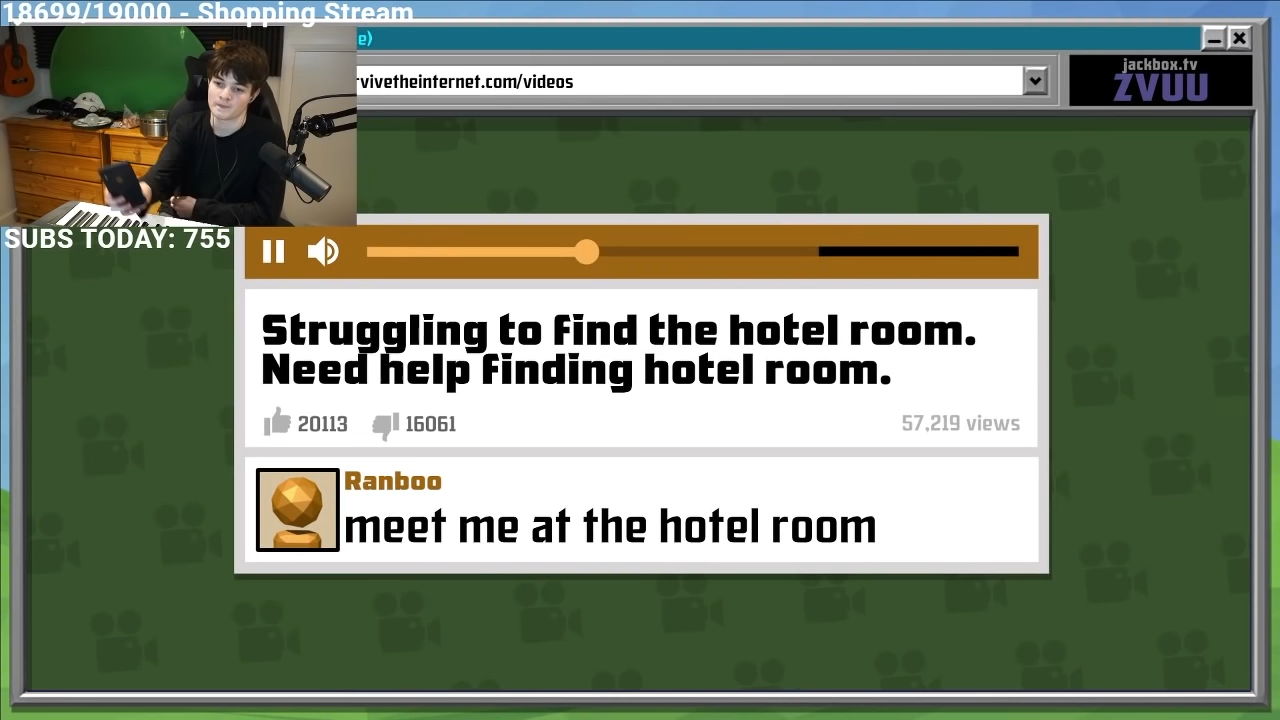 18699/19000 - Shopping Stream
e)
rvivetheinternet.com/videos
jackbox.tv
ZVUU
SUBS TODAY: 755
Struggling to find the hotel room.
Need help finding hotel room.
20113
16061
57,219 views
Ranboo
meet me at the hotel room